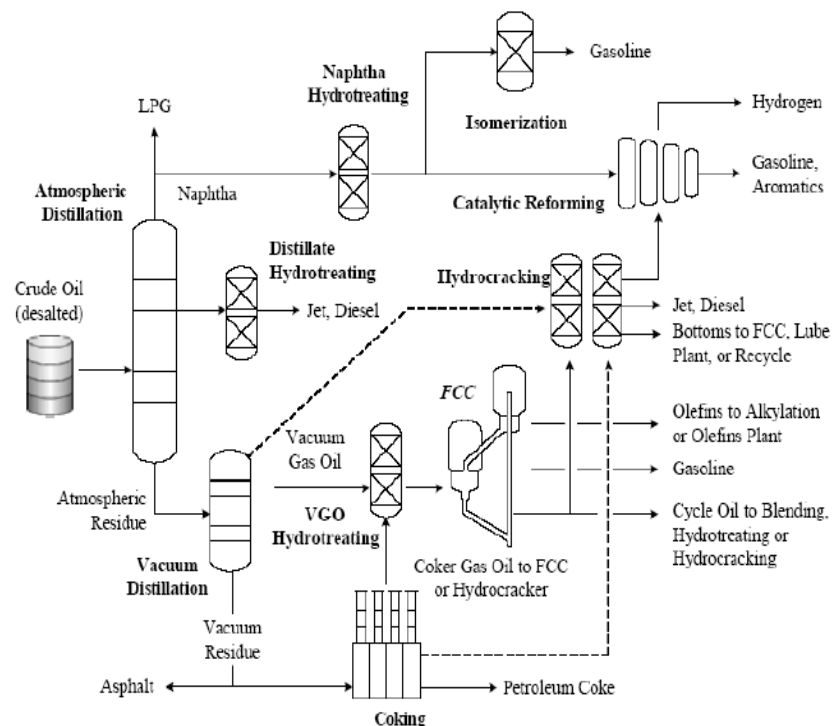 Gasoline
Naphtha
Hydrotreating
Isomerization
LPG
Hydrogen
Gasoline,
Aromatics
Atmospheric
Distillation
Naphtha
Catalytic Reforming
Distillate
Hydrotreating
Hydrocracking
Crude Oil
(desalted)
Jet, Diesel
Jet, Diesel
Bottoms to FCC, Lube
Plant, or Recycle
FCC
Vacuum
Gas Oil
Olefins to Alkylation
or Olefins Plant
Gasoline
Atmospheric
Residue
VGO
Hydrotreating
Cycle Oil to Blending,
Hydrotreating or
Hydrocracking
Vacuum
Distillation
Coker Gas Oil to FCC
or Hydrocracker
Vacuum
Residue
Asphalt
Petroleum Coke
Coking